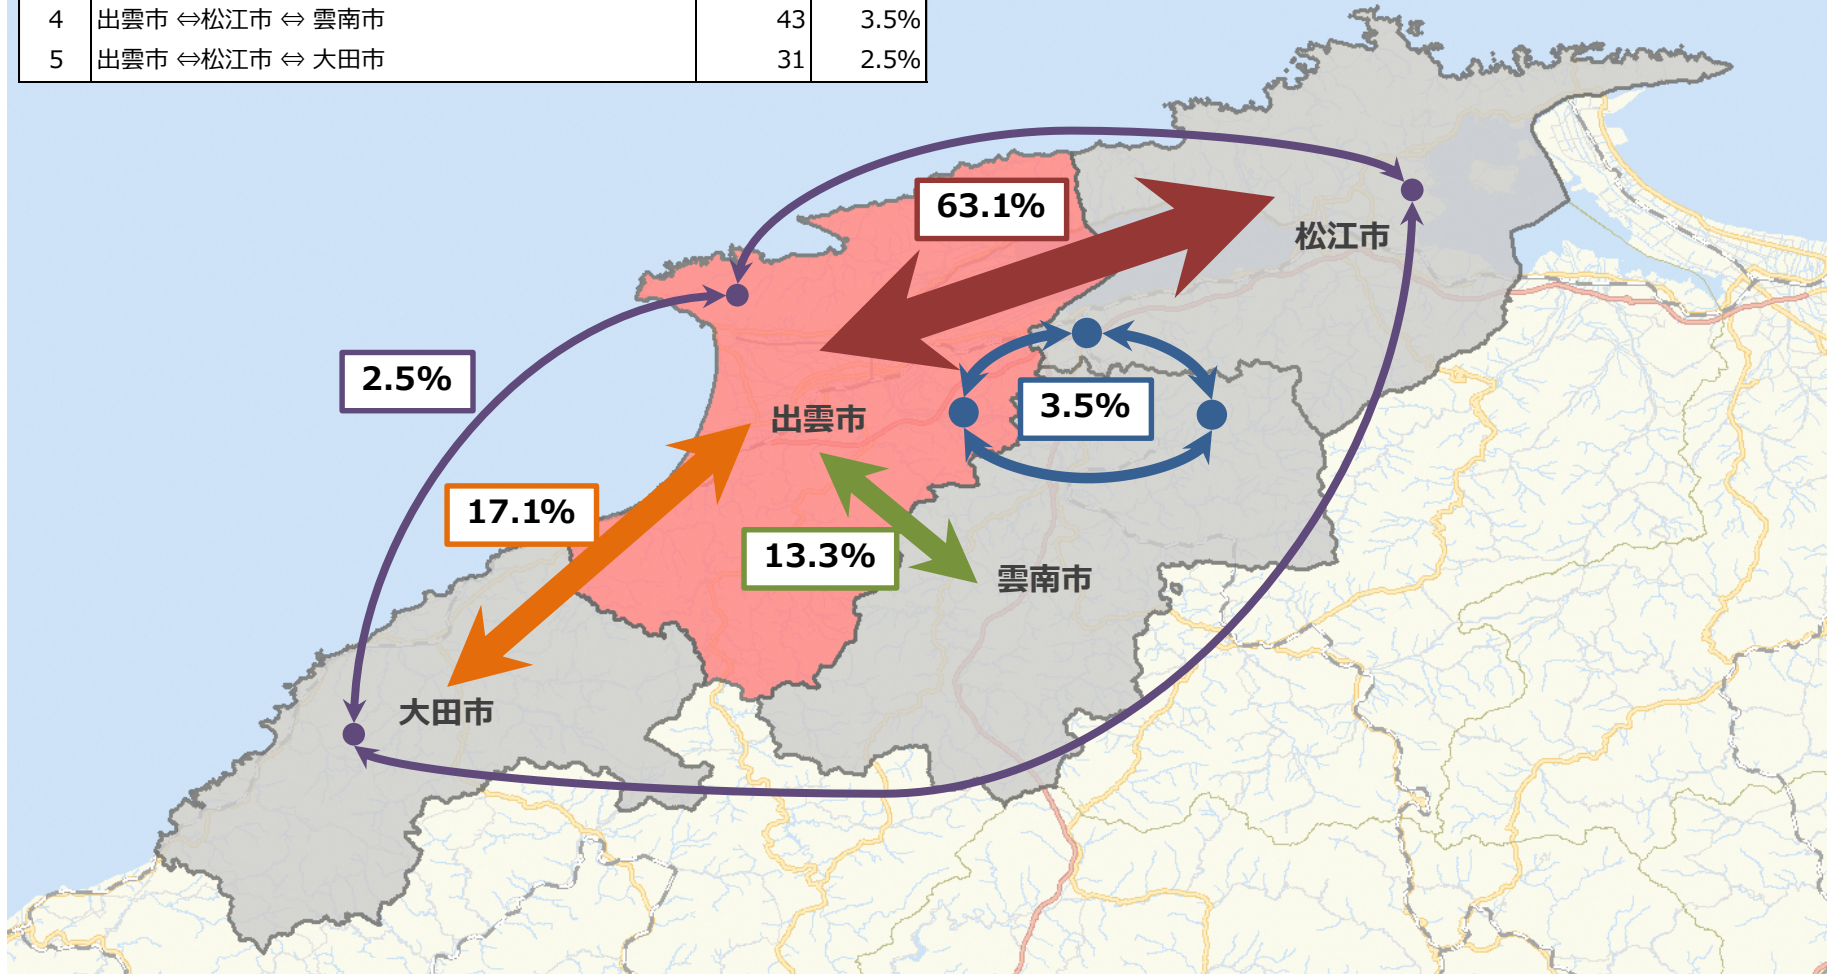 4 出雲市 ⇔松江市 ⇔ 雲南市 43 3.5%
5 出雲市 ⇔松江市 ⇔ 大田市 31 2.5%
63.1%
松江市
2.5%
3.5%
出雲市
17.1%
13.3%
雲南市
大田市